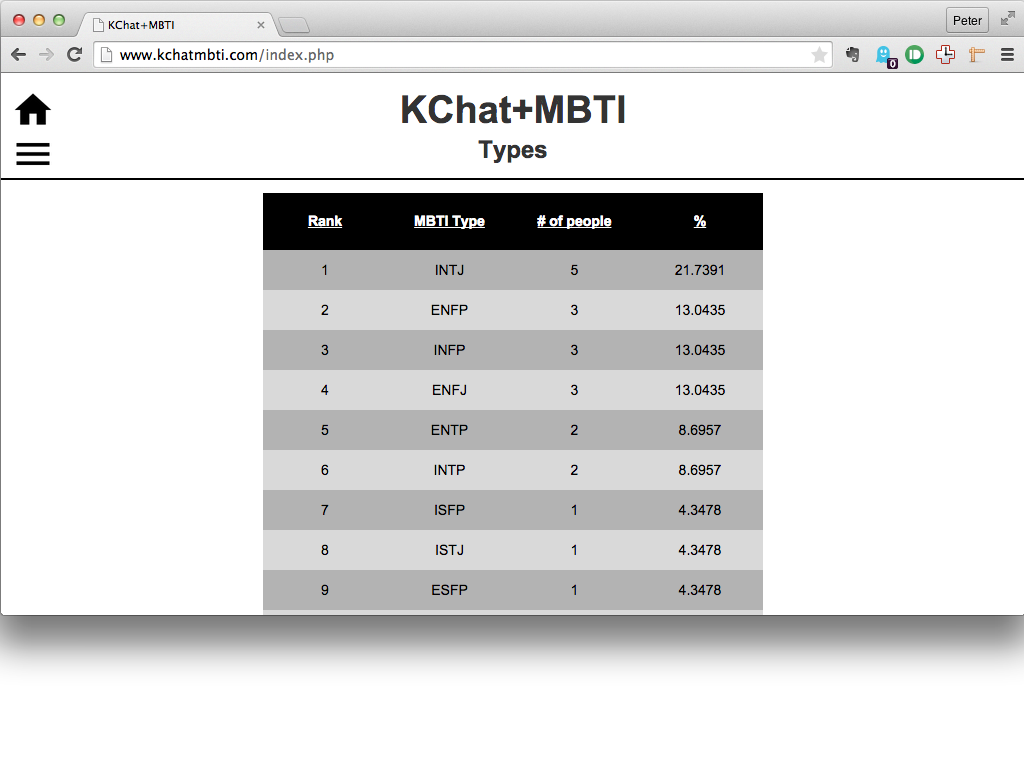 KChat+MBTI
Peter
www.kchatmbti.com/index.php
0
KChat+MBTI
Types
Rank MBTI Type # of people %
1 INTJ 5 21.7391
2 ENFP 3 13.0435
3 INFP 3 13.0435
4 ENFJ 3 13.0435
5 ENTP 2 8.6957
6 INTP 2 8.6957
7 ISFP 1 4.3478
8 ISTJ 1 4.3478
9 ESFP 1 4.3478